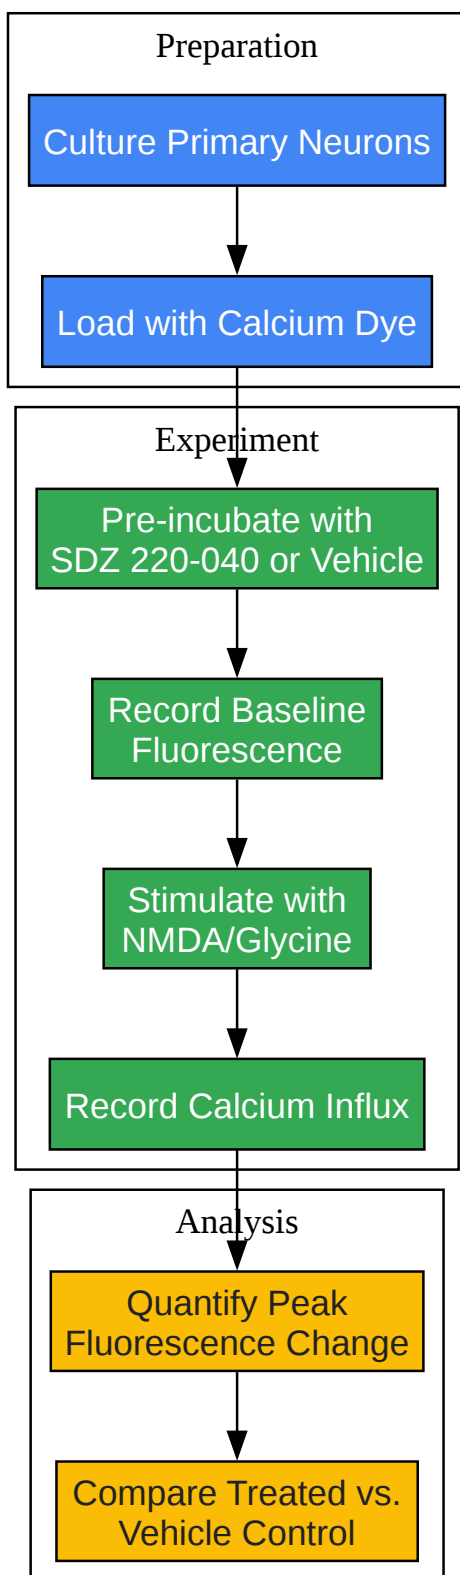 Preparation
Culture Primary Neurons
Load with Calcium Dye
Experiment
Pre-incubate with
SDZ 220-040 or Vehicle
Record Baseline
Fluorescence
Stimulate with
NMDA/Glycine
Record Calcium Influx
Analysis
Quantify Peak
Fluorescence Change
Compare Treated vs.
Vehicle Control